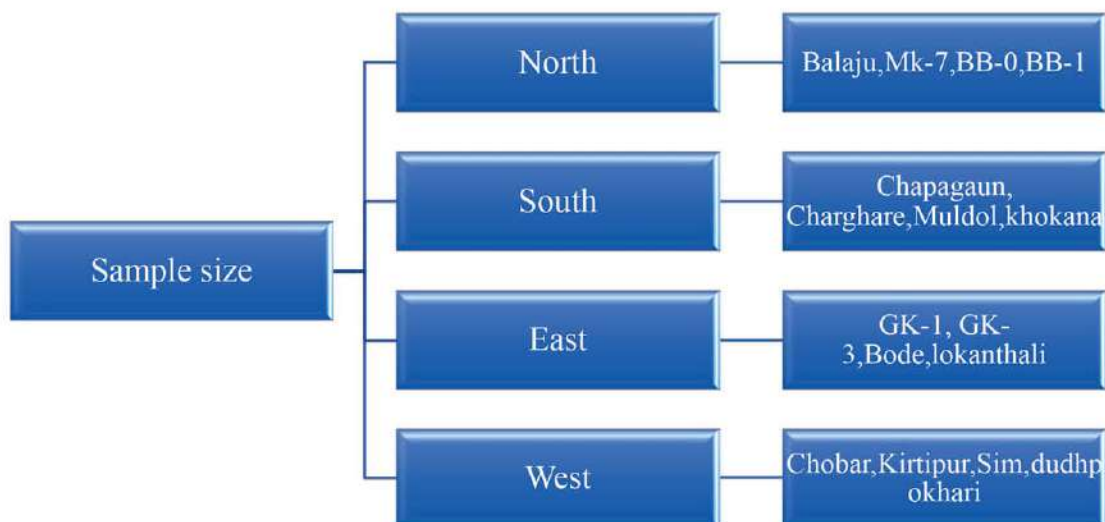 Sample size
North
Balaju,Mk-7,BB-0,BB-1
South
Chapagaun,
Charghare,Muldol,khokana
East
GK-1, GK-
3,Bode,lokanthali
West
Chobar,Kirtipur,Sim,dudhp
okhari